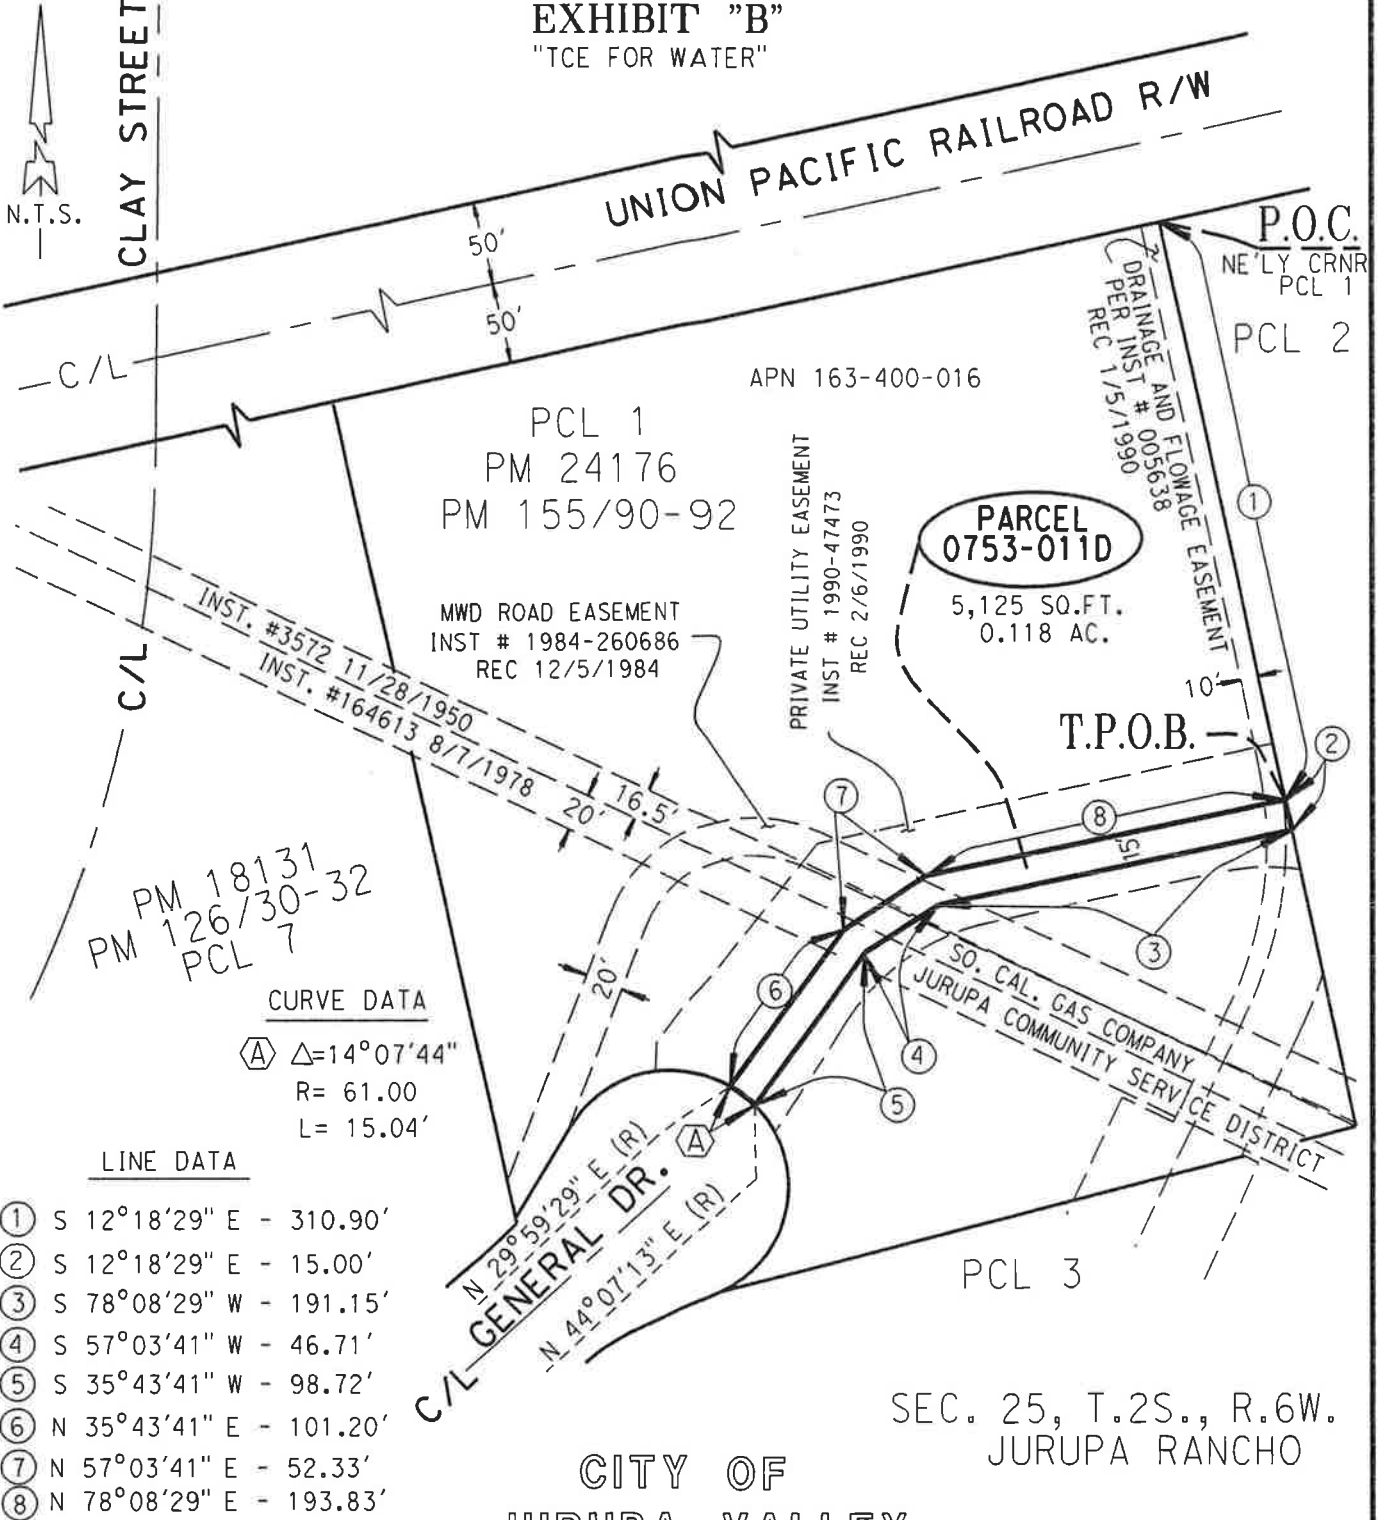 EXHIBIT "B"
"TCE FOR WATER"
CLAY STREET
N.T.S.
UNION PACIFIC RAILROAD R/W
50'
50'
C/L
P.O.C.
NE'LY CRNR
PCL 1
PCL 2
DRAINAGE AND FLOWAGE EASEMENT
PER INST # 005638
REC 1/5/1990
APN 163-400-016
PCL 1
PM 24176
PM 155/90-92
PRIVATE UTILITY EASEMENT
INST # 1990-47473
REC 2/6/1990
PARCEL
0753-011D
5,125 SQ.FT.
0.118 AC.
1
MWD ROAD EASEMENT
INST # 1984-260686
REC 12/5/1984
INST. #3572 11/28/1950
INST. #164613 8/7/1978
C/L
10'
T.P.O.B.
2
16.5'
20'
7
8
15'
PM 18131
PM 126/30-32
PCL 7
3
6
20'
SO. CAL. GAS COMPANY
JURUPA COMMUNITY SERVICE DISTRICT
4
5
CURVE DATA
A Δ=14°07'44"
R= 61.00
L= 15.04'
A
N 29°59'29" E (R)
GENERAL DR.
N 44°07'13" E (R)
C/L
PCL 3
LINE DATA
1 S 12°18'29" E - 310.90'
2 S 12°18'29" E - 15.00'
3 S 78°08'29" W - 191.15'
4 S 57°03'41" W - 46.71'
5 S 35°43'41" W - 98.72'
6 N 35°43'41" E - 101.20'
7 N 57°03'41" E - 52.33'
8 N 78°08'29" E - 193.83'
SEC. 25, T.2S., R.6W.
JURUPA RANCHO
CITY OF
JURUPA VALLEY